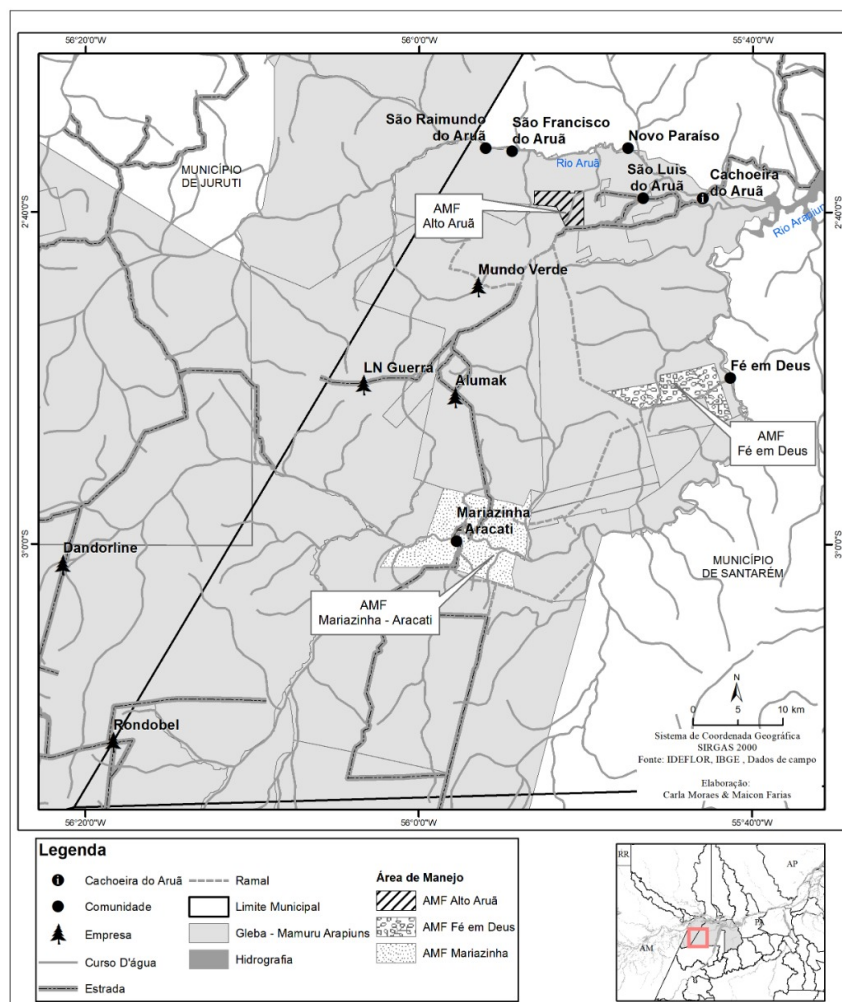 56°20'0"W
56°0'0"W
55°40'0"W
São Raimundo
do Aruã
São Francisco
do Aruã
Novo Paraíso
MUNICÍPIO
DE JURUTI
Rio Aruã
São Luis
do Aruã
Cachoeira
do Aruã
2°40'0"S
2°40'0"S
AMF
Alto Aruã
Rio Arapiun
Mundo Verde
LN Guerra
Alumak
Fé em Deus
AMF
Fé em Deus
Mariazinha
Aracati
3°0'0"S
3°0'0"S
Dandorline
MUNICÍPIO
DE SANTARÉM
AMF
Mariazinha - Aracati
Rondobel
N
0 5 10 km
Sistema de Coordenada Geográfica
SIRGAS 2000
Fonte: IDEFLOR, IBGE , Dados de campo
Elaboração:
Carla Moraes & Maicon Farias
56°20'0"W
56°0'0"W
55°40'0"W
Legenda
Cachoeira do Aruã
Comunidade
Empresa
Curso D'água
Estrada
Ramal
Limite Municipal
Gleba - Mamuru Arapiuns
Hidrografia
Área de Manejo
AMF Alto Aruã
AMF Fé em Deus
AMF Mariazinha
RR
AP
PA
AM